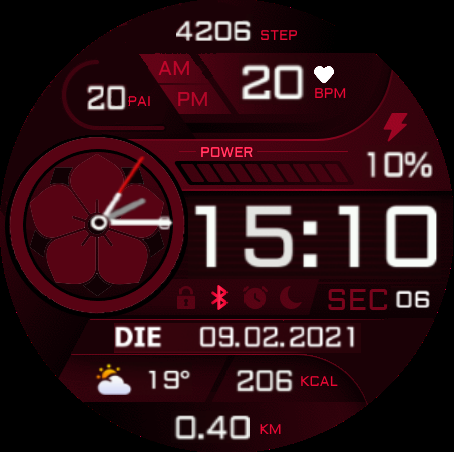 4206 STEP
AM
PM
20 PAI
20 BPM
POWER
10%
15:10
SEC 06
DIE 09.02.2021
19° 206 KCAL
0.40 KM